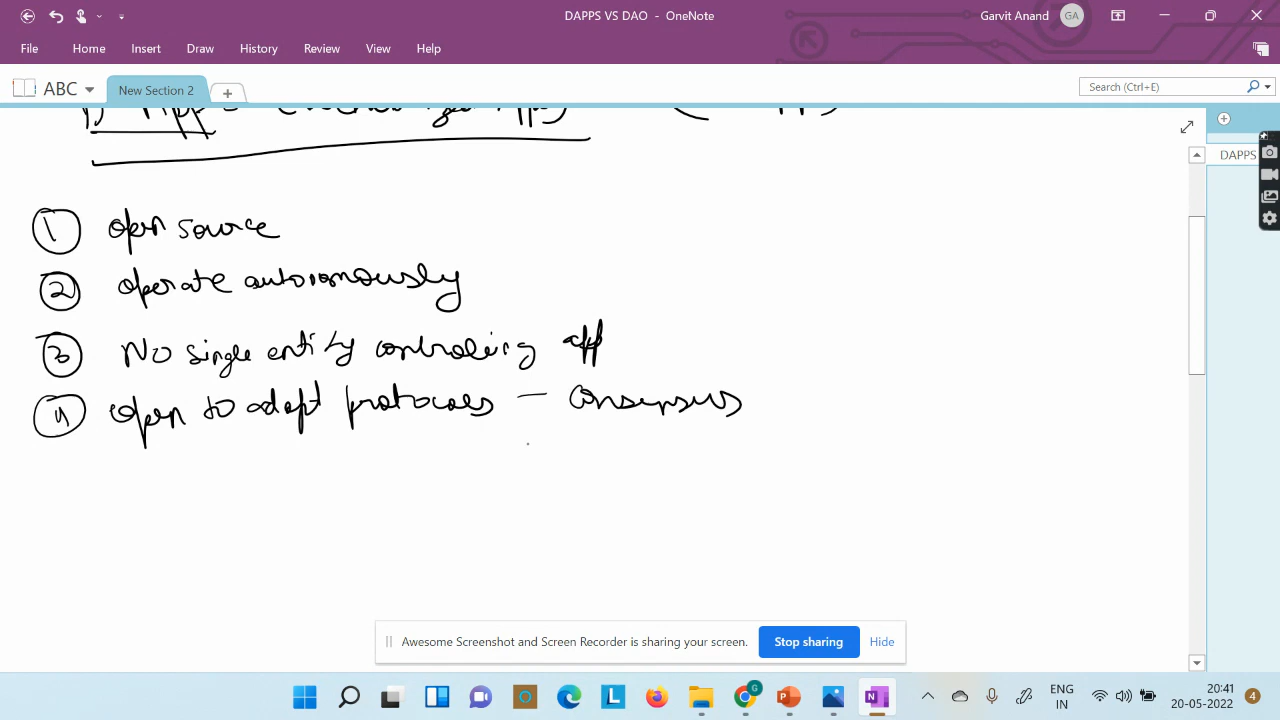 DAPPS VS DAO - OneNote
Garvit Anand
GA
File Home Insert Draw History Review View Help
ABC
New Section 2
Search (Ctrl+E)
DAPPS
1 open source
2 operate autonomously
3 No single entity controlling app
4 open to adapt protocols - consensus
Awesome Screenshot and Screen Recorder is sharing your screen. Stop sharing Hide
ENG
IN
20:41
20-05-2022
4